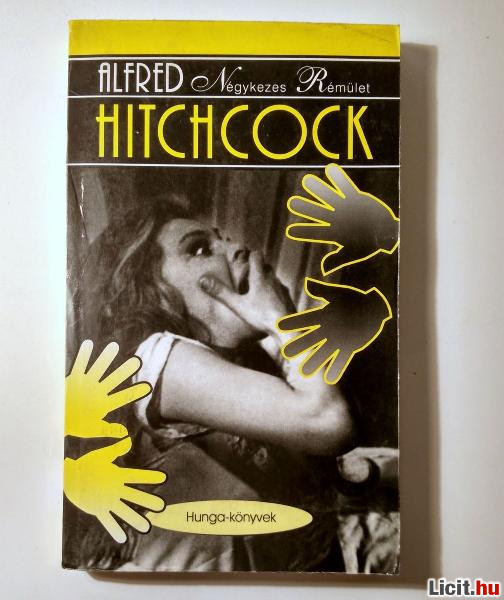 ALFRED Négykezes Rémület
HITCHCOCK
Hunga-könyvek
Licit.hu